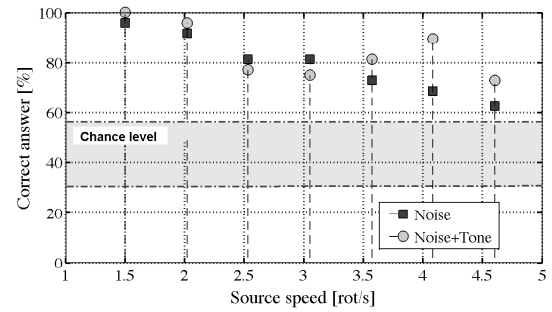 100
80
60
40
20
0
Correct answer [%]
Chance level
Noise
Noise+Tone
1 1.5 2 2.5 3 3.5 4 4.5 5
Source speed [rot/s]